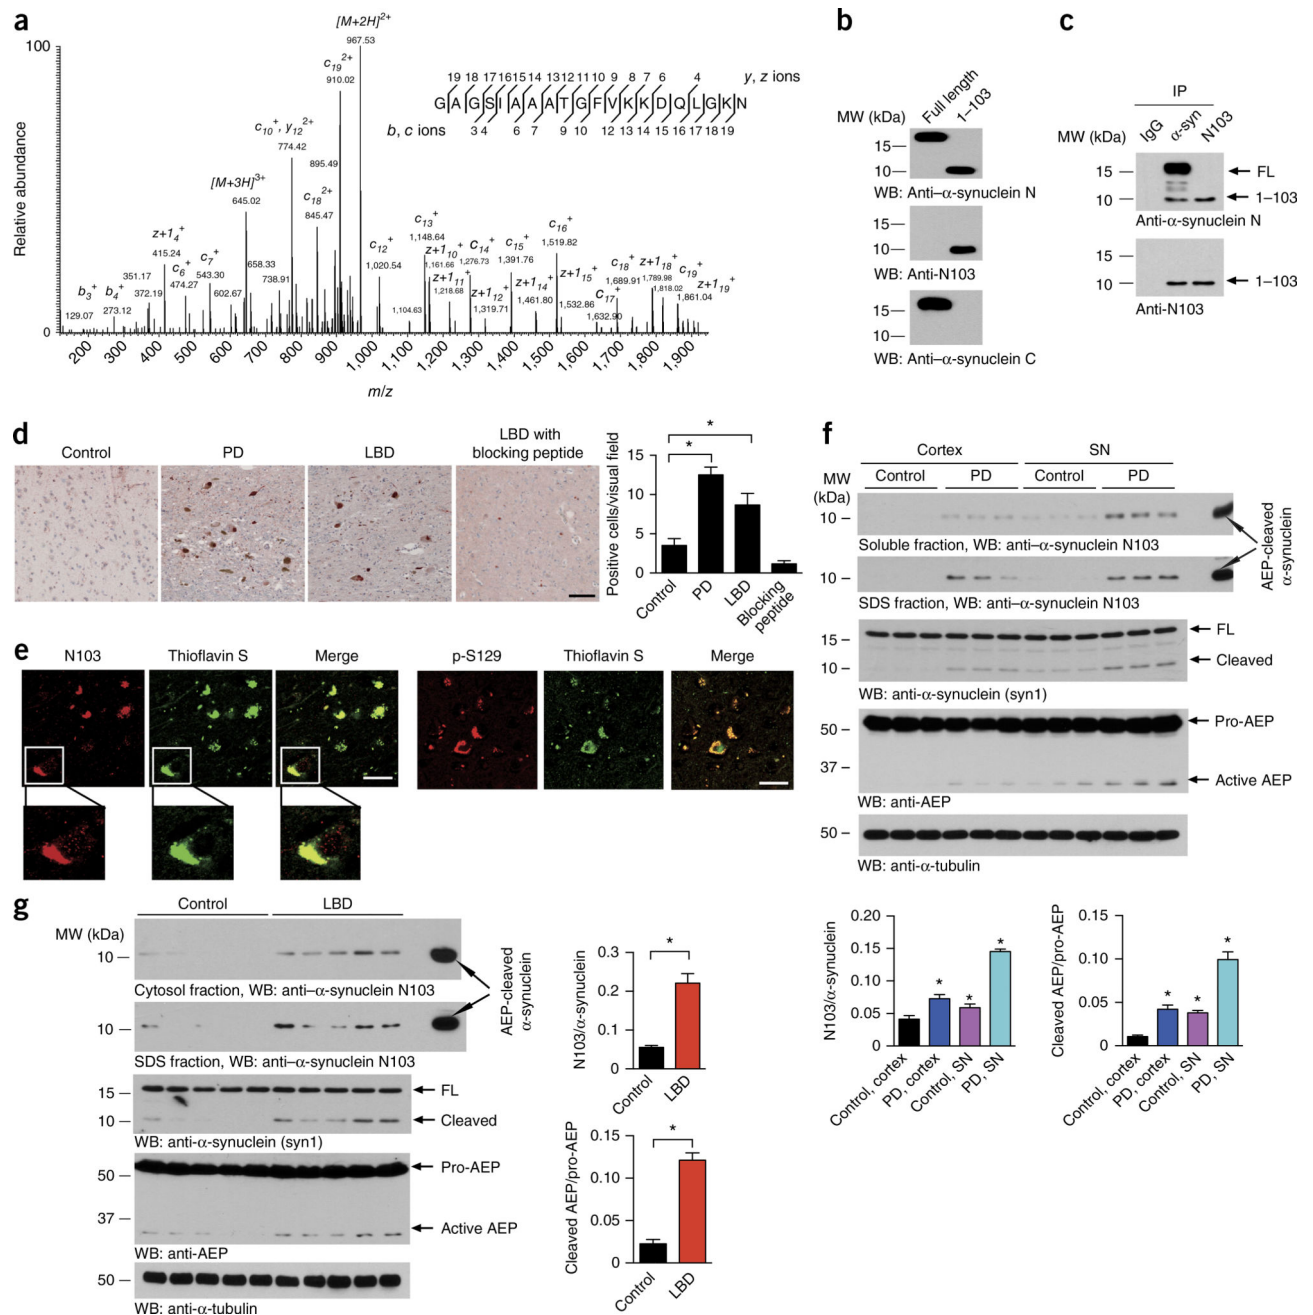 a
[M+2H]2+
967.53
100
c19 2+
910.02
c10+, y12 2+
774.42
895.49
[M+3H]3+
645.02
c18 2+
845.47
z+1 4+
415.24
c6+
474.27
c7+
543.30
658.33
351.17
372.19
602.67
738.91
b3+
129.07
b4+
273.12
c12+
1,020.54
c13+
1,148.64
z+1 10+
1,161.66
z+1 11+
1,218.68
c14+
1,276.73
z+1 12+
1,319.71
c15+
1,391.76
z+1 14+
1,461.80
c16+
1,519.82
z+1 15+
1,532.86
c17+
1,632.90
c18+
1,689.91
z+1 18+
1,789.98
1,818.02
c19+
1,861.04
z+1 19+
1,104.63
19 18 17 16 15 14 13 12 11 10 9 8 7 6 4 y, z ions
GAGSIAATGFVKKDQLGKN
b, c ions 3 4 6 7 9 10 12 13 14 15 16 17 18 19
Relative abundance
0
200 300 400 500 600 700 800 900 1,000 1,100 1,200 1,300 1,400 1,500 1,600 1,700 1,800 1,900
m/z
b
Full length
1–103
MW (kDa)
15
10
WB: Anti–α-synuclein N
15
10
WB: Anti-N103
15
10
WB: Anti–α-synuclein C
c
IP
IgG
α-syn
N103
MW (kDa)
15
10
FL
1–103
Anti-α-synuclein N
10
1–103
Anti-N103
d
Control
PD
LBD
LBD with
blocking peptide
Positive cells/visual field
15
10
5
0
*
*
Control
PD
LBD
Blocking
peptide
e
N103
Thioflavin S
Merge
p-S129
Thioflavin S
Merge
f
Cortex
SN
Control
PD
Control
PD
MW
(kDa)
10
Soluble fraction, WB: anti–α-synuclein N103
10
SDS fraction, WB: anti–α-synuclein N103
AEP-cleaved
α-synuclein
15
10
FL
Cleaved
WB: anti-α-synuclein (syn1)
50
37
Pro-AEP
Active AEP
WB: anti-AEP
50
WB: anti-α-tubulin
N103/α-synuclein
0.20
0.15
0.10
0.05
0
*
*
*
Control, cortex
PD, cortex
Control, SN
PD, SN
Cleaved AEP/pro-AEP
0.15
0.10
0.05
0
*
*
*
Control, cortex
PD, cortex
Control, SN
PD, SN
g
Control
LBD
MW (kDa)
10
Cytosol fraction, WB: anti–α-synuclein N103
10
SDS fraction, WB: anti–α-synuclein N103
AEP-cleaved
α-synuclein
15
10
FL
Cleaved
WB: anti-α-synuclein (syn1)
50
37
Pro-AEP
Active AEP
WB: anti-AEP
50
WB: anti-α-tubulin
N103/α-synuclein
0.3
0.2
0.1
0
*
Control
LBD
Cleaved AEP/pro-AEP
0.15
0.10
0.05
0
*
Control
LBD